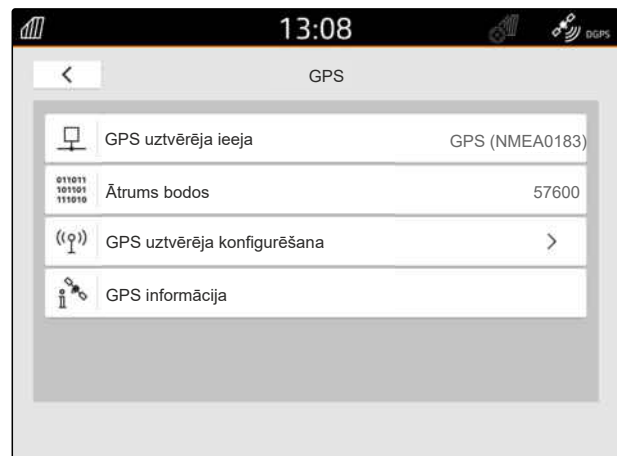 13:08
DGPS
GPS
GPS uztvērēja ieeja
GPS (NMEA0183)
011011
101101
111010
Ātrums bodos
57600
GPS uztvērēja konfigurēšana
GPS informācija